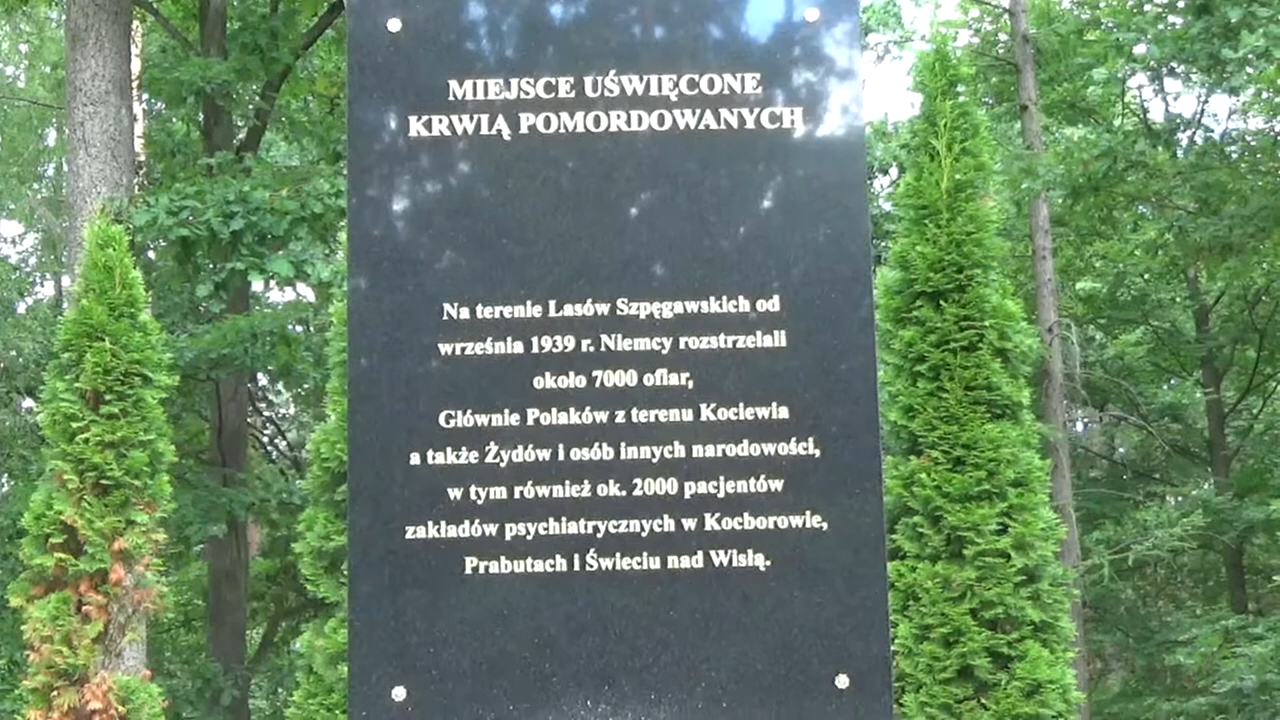 MIEJSCE UŚWIĘCONE
KRWIĄ POMORDOWANYCH
Na terenie Lasów Szpęgawskich od
września 1939 r. Niemcy rozstrzelali
około 7000 ofiar,
Głównie Polaków z terenu Kociewia
a także Żydów i osób innych narodowości,
w tym również ok. 2000 pacjentów
zakładów psychiatrycznych w Kocborowie,
Prabutach i Świeciu nad Wisłą.